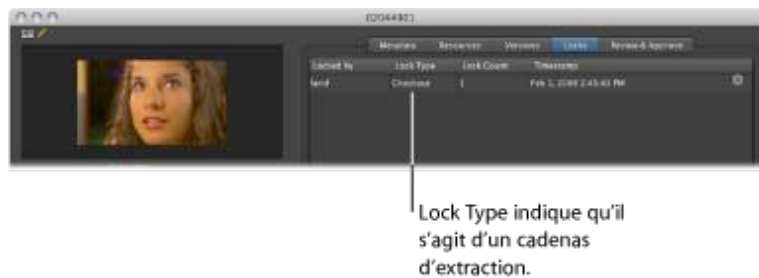 02044301
Metadata Resources Versions Locks Review & Approve
Locked by Lock Type Lock Count Timestamp
Checkout 1
Lock Type indique qu'il
s'agit d'un cadenas
d'extraction.